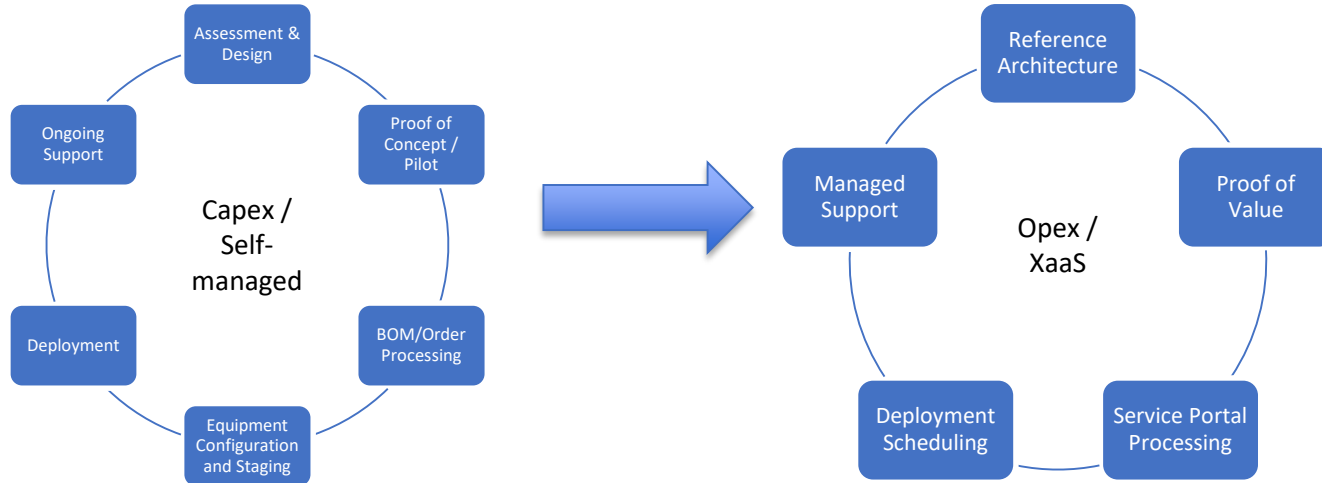 Assessment &
Design
Proof of
Concept /
Pilot
BOM/Order
Processing
Equipment
Configuration
and Staging
Deployment
Ongoing
Support
Capex /
Self-
managed
Reference
Architecture
Proof of
Value
Service Portal
Processing
Deployment
Scheduling
Managed
Support
Opex /
XaaS